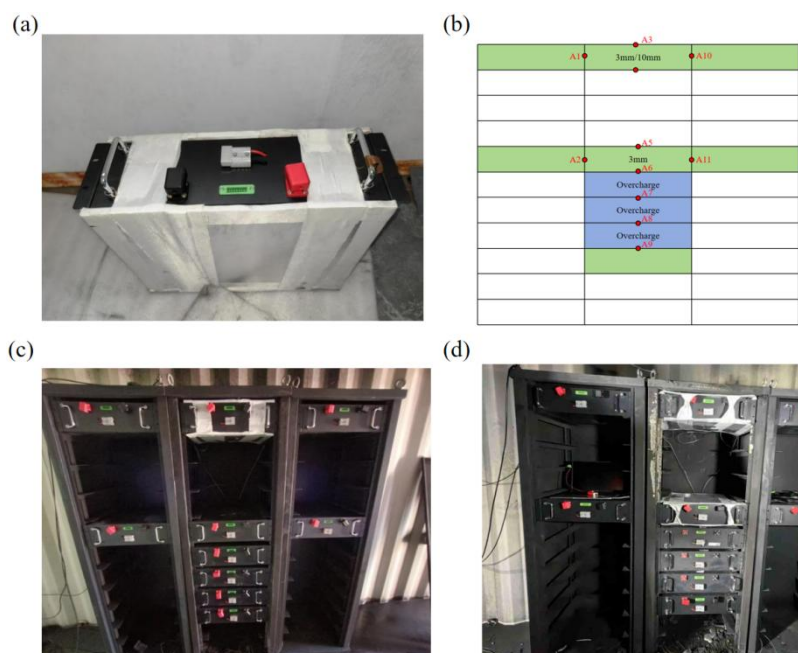 (a)
(b)
A3
A1
3mm/10mm
A10
A5
A2
3mm
A11
A6
Overcharge
A7
Overcharge
A8
Overcharge
A9
(c)
(d)